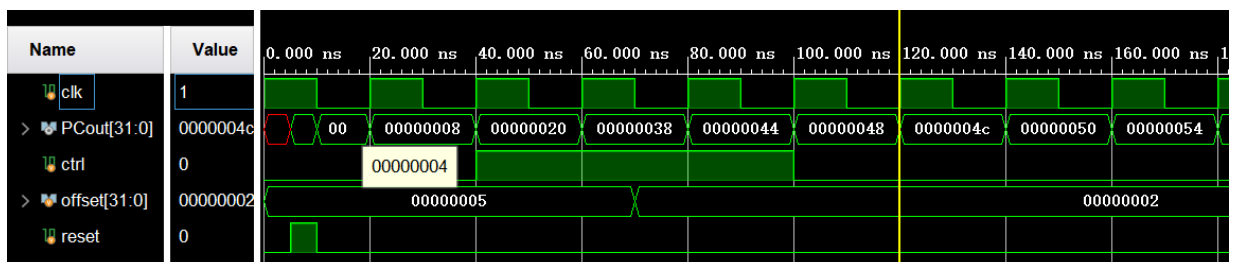 Name Value 0.000 ns 20.000 ns 40.000 ns 60.000 ns 80.000 ns 100.000 ns 120.000 ns 140.000 ns 160.000 ns 1
clk 1
> PCout[31:0] 0000004c 00 00000008 00000020 00000038 00000044 00000048 0000004c 00000050 00000054
ctrl 0 00000004
> offset[31:0] 00000002 00000005 00000002
reset 0